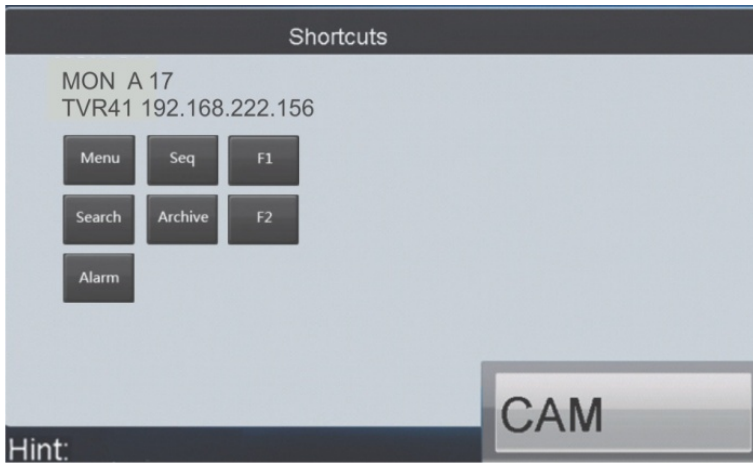 Shortcuts
MON A 17
TVR41 192.168.222.156
Menu Seq F1
Search Archive F2
Alarm
CAM
Hint: